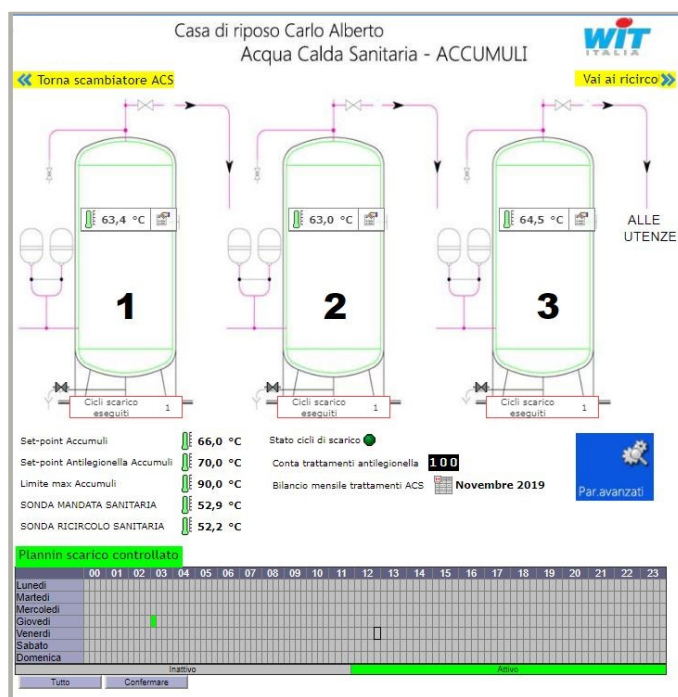 Casa di riposo Carlo Alberto
Acqua Calda Sanitaria - ACCUMULI
WIT
ITALIA
Torna scambiatore ACS
Vai ai ricirco
63,4 °C
63,0 °C
64,5 °C
ALLE
UTENZE
1
2
3
Cicli scarico
eseguiti 1
Cicli scarico
eseguiti 1
Cicli scarico
eseguiti 1
Set-point Accumuli 66,0 °C
Stato cicli di scarico
Set-point Antilegionella Accumuli 70,0 °C
Conta trattamenti antilegionella 100
Limite max Accumuli 90,0 °C
Bilancio mensile trattamenti ACS Novembre 2019
SONDA MANDATA SANITARIA 52,9 °C
SONDA RICIRCOLO SANITARIA 52,2 °C
Par.avanzati
Plannin scarico controllato
00 01 02 03 04 05 06 07 08 09 10 11 12 13 14 15 16 17 18 19 20 21 22 23
Lunedi
Martedi
Mercoledi
Giovedi
Venerdi
Sabato
Domenica
Inattivo
Attivo
Tutto
Confermare